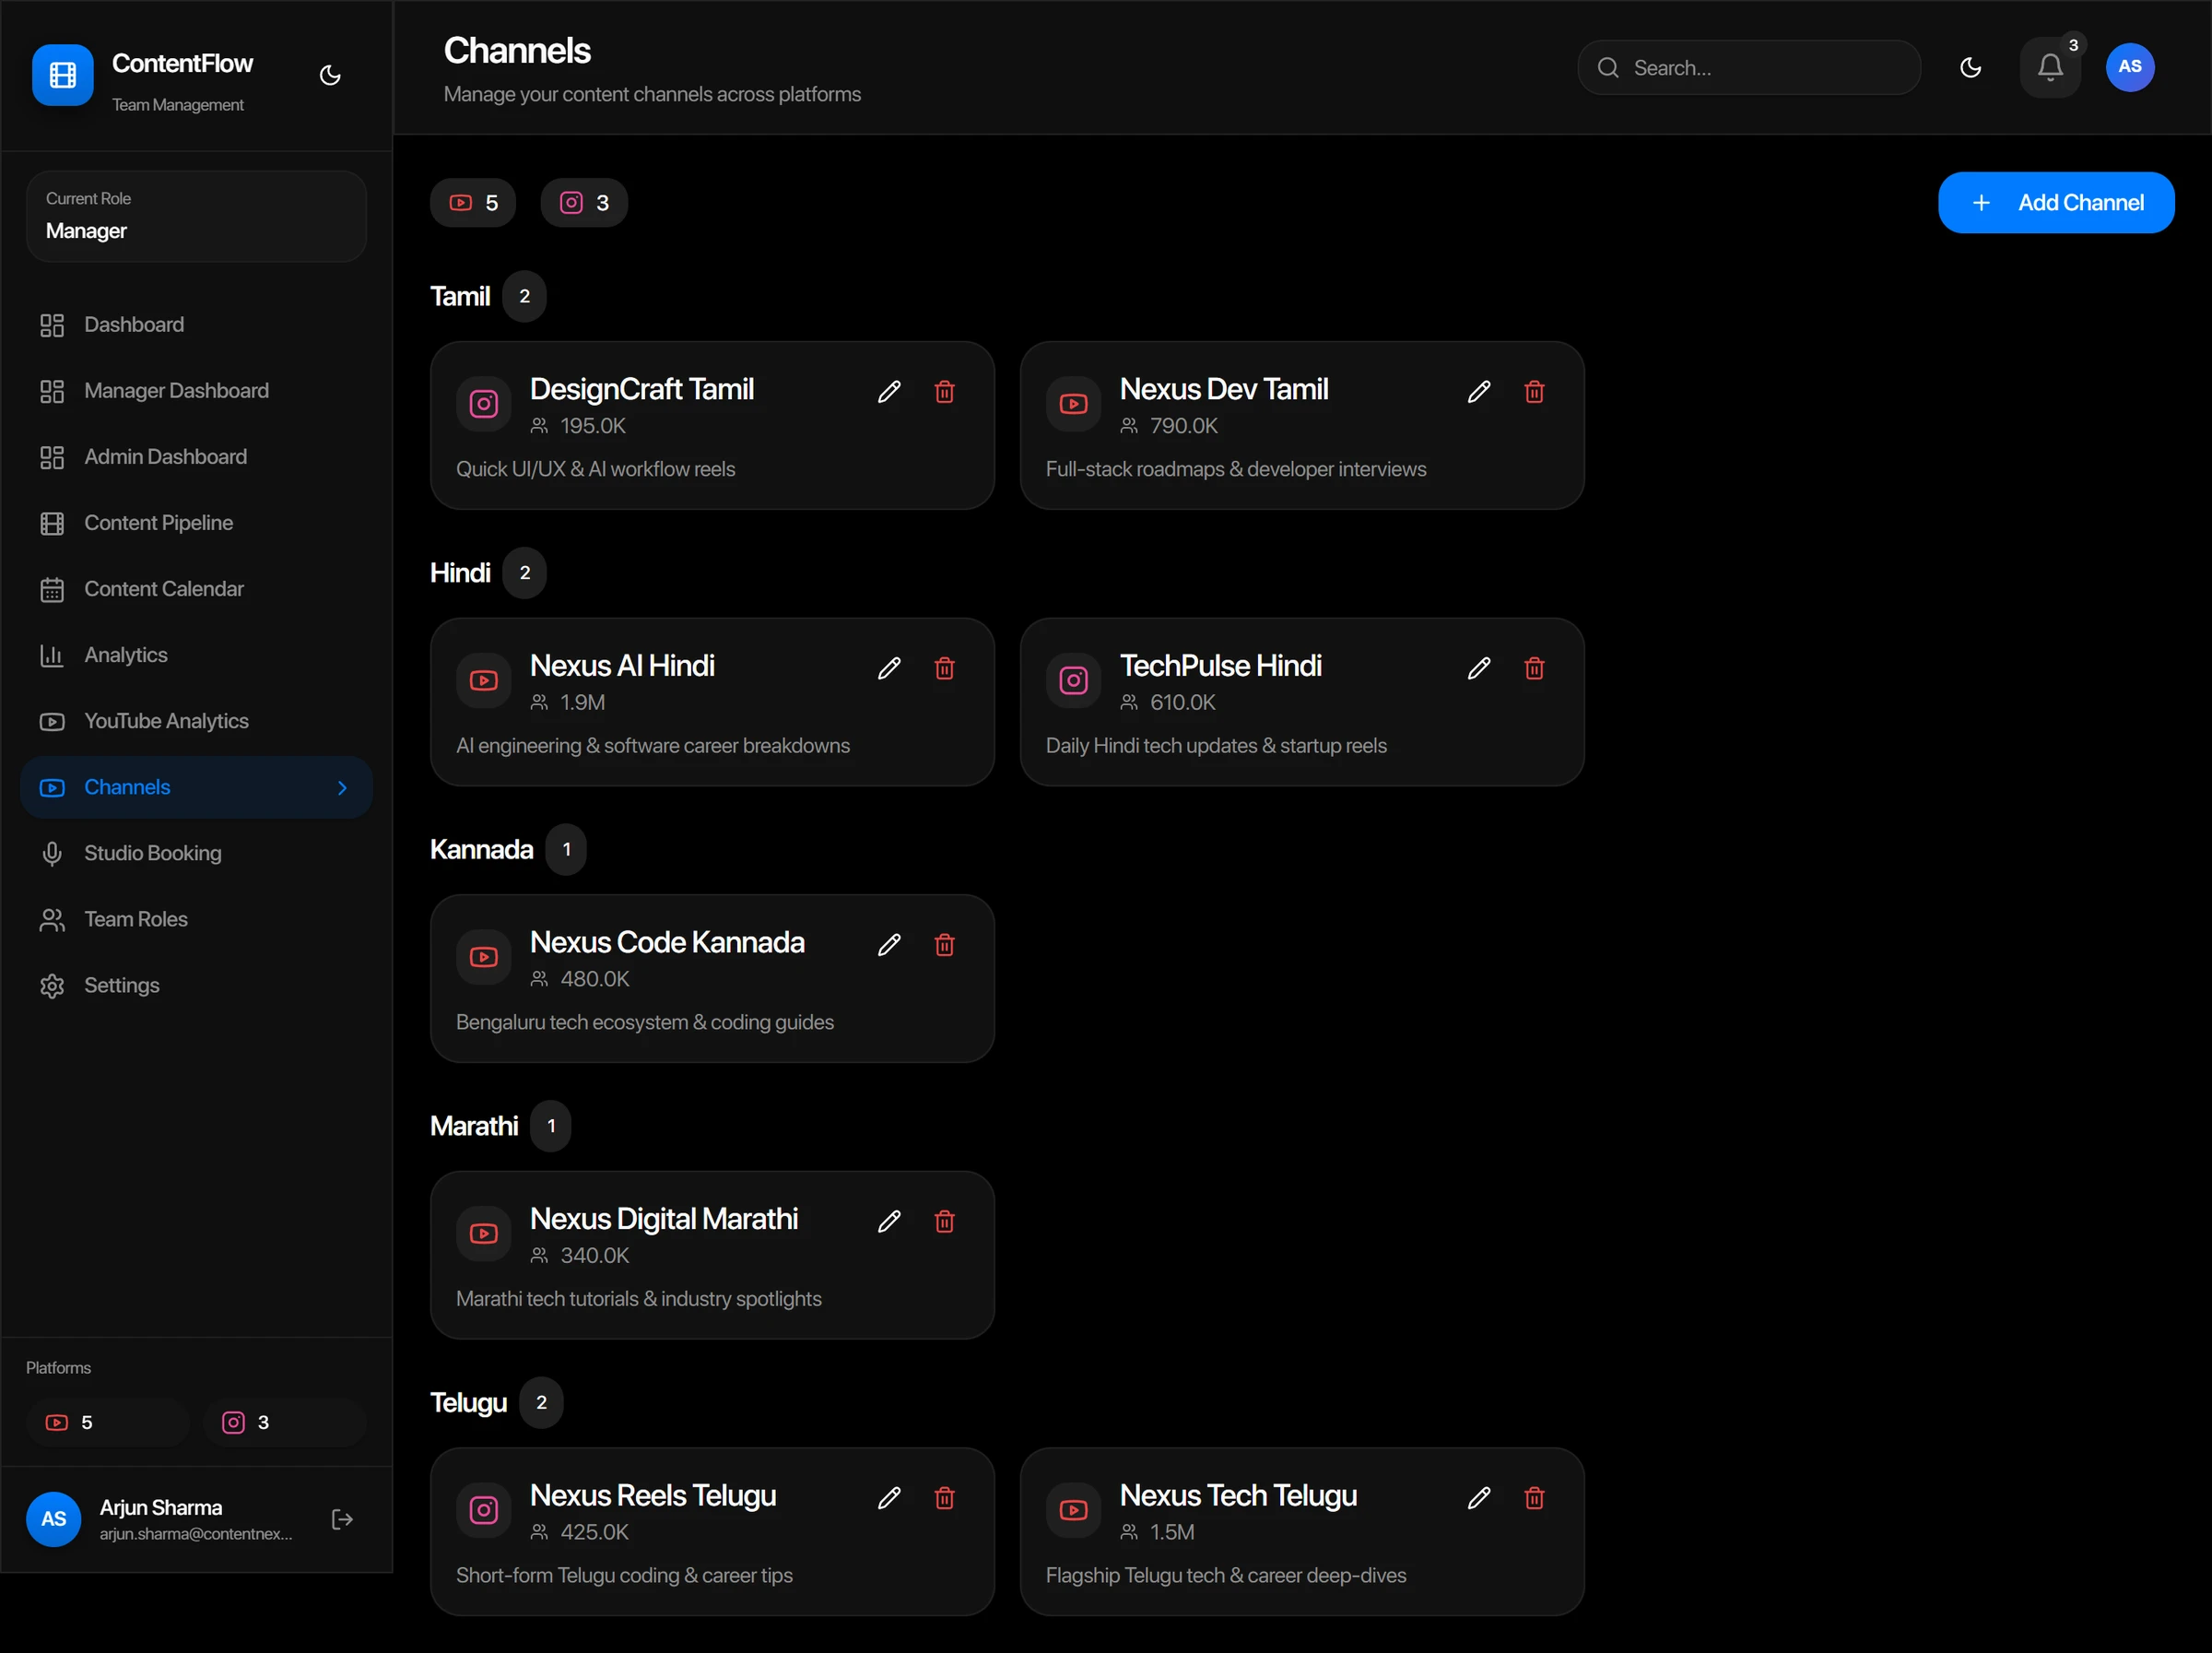 ContentFlow
Team Management
Current Role
Manager
Dashboard
Manager Dashboard
Admin Dashboard
Content Pipeline
Content Calendar
Analytics
YouTube Analytics
Channels
Studio Booking
Team Roles
Settings
Platforms
5
3
AS
Arjun Sharma
arjun.sharma@contentnex...
Channels
Manage your content channels across platforms
Search...
3
AS
5
3
Add Channel
Tamil 2
DesignCraft Tamil
195.0K
Quick UI/UX & AI workflow reels
Nexus Dev Tamil
790.0K
Full-stack roadmaps & developer interviews
Hindi 2
Nexus AI Hindi
1.9M
AI engineering & software career breakdowns
TechPulse Hindi
610.0K
Daily Hindi tech updates & startup reels
Kannada 1
Nexus Code Kannada
480.0K
Bengaluru tech ecosystem & coding guides
Marathi 1
Nexus Digital Marathi
340.0K
Marathi tech tutorials & industry spotlights
Telugu 2
Nexus Reels Telugu
425.0K
Short-form Telugu coding & career tips
Nexus Tech Telugu
1.5M
Flagship Telugu tech & career deep-dives